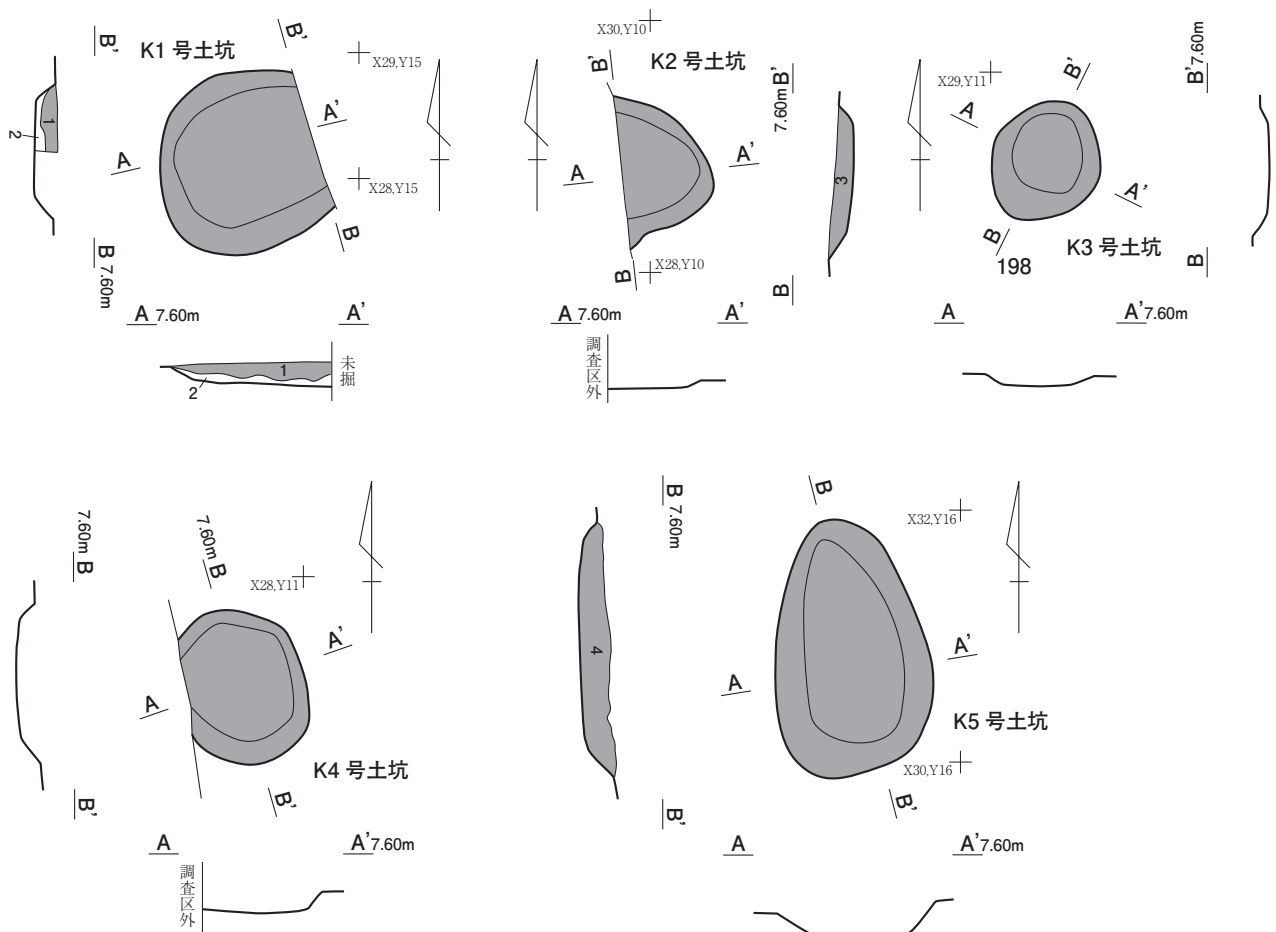 B'
K1 号土坑
B'
X29,Y15
A'
A
X28,Y15
B
1
2
B 7.60m
A 7.60m
A'
1
2
未掘
X30,Y10
B'
K2 号土坑
A
A'
B
X28,Y10
7.60m B'
3
B
A 7.60m
A'
調査区外
X29,Y11
B'
A
A'
B
198
K3 号土坑
B' 7.60m
B
A
A' 7.60m
7.60m B
7.60m B
X28,Y11
A'
A
K4 号土坑
B'
B'
A
A' 7.60m
調査区外
B 7.60m
4
B'
B
X32,Y16
A'
A
K5 号土坑
X30,Y16
B'
A
A' 7.60m